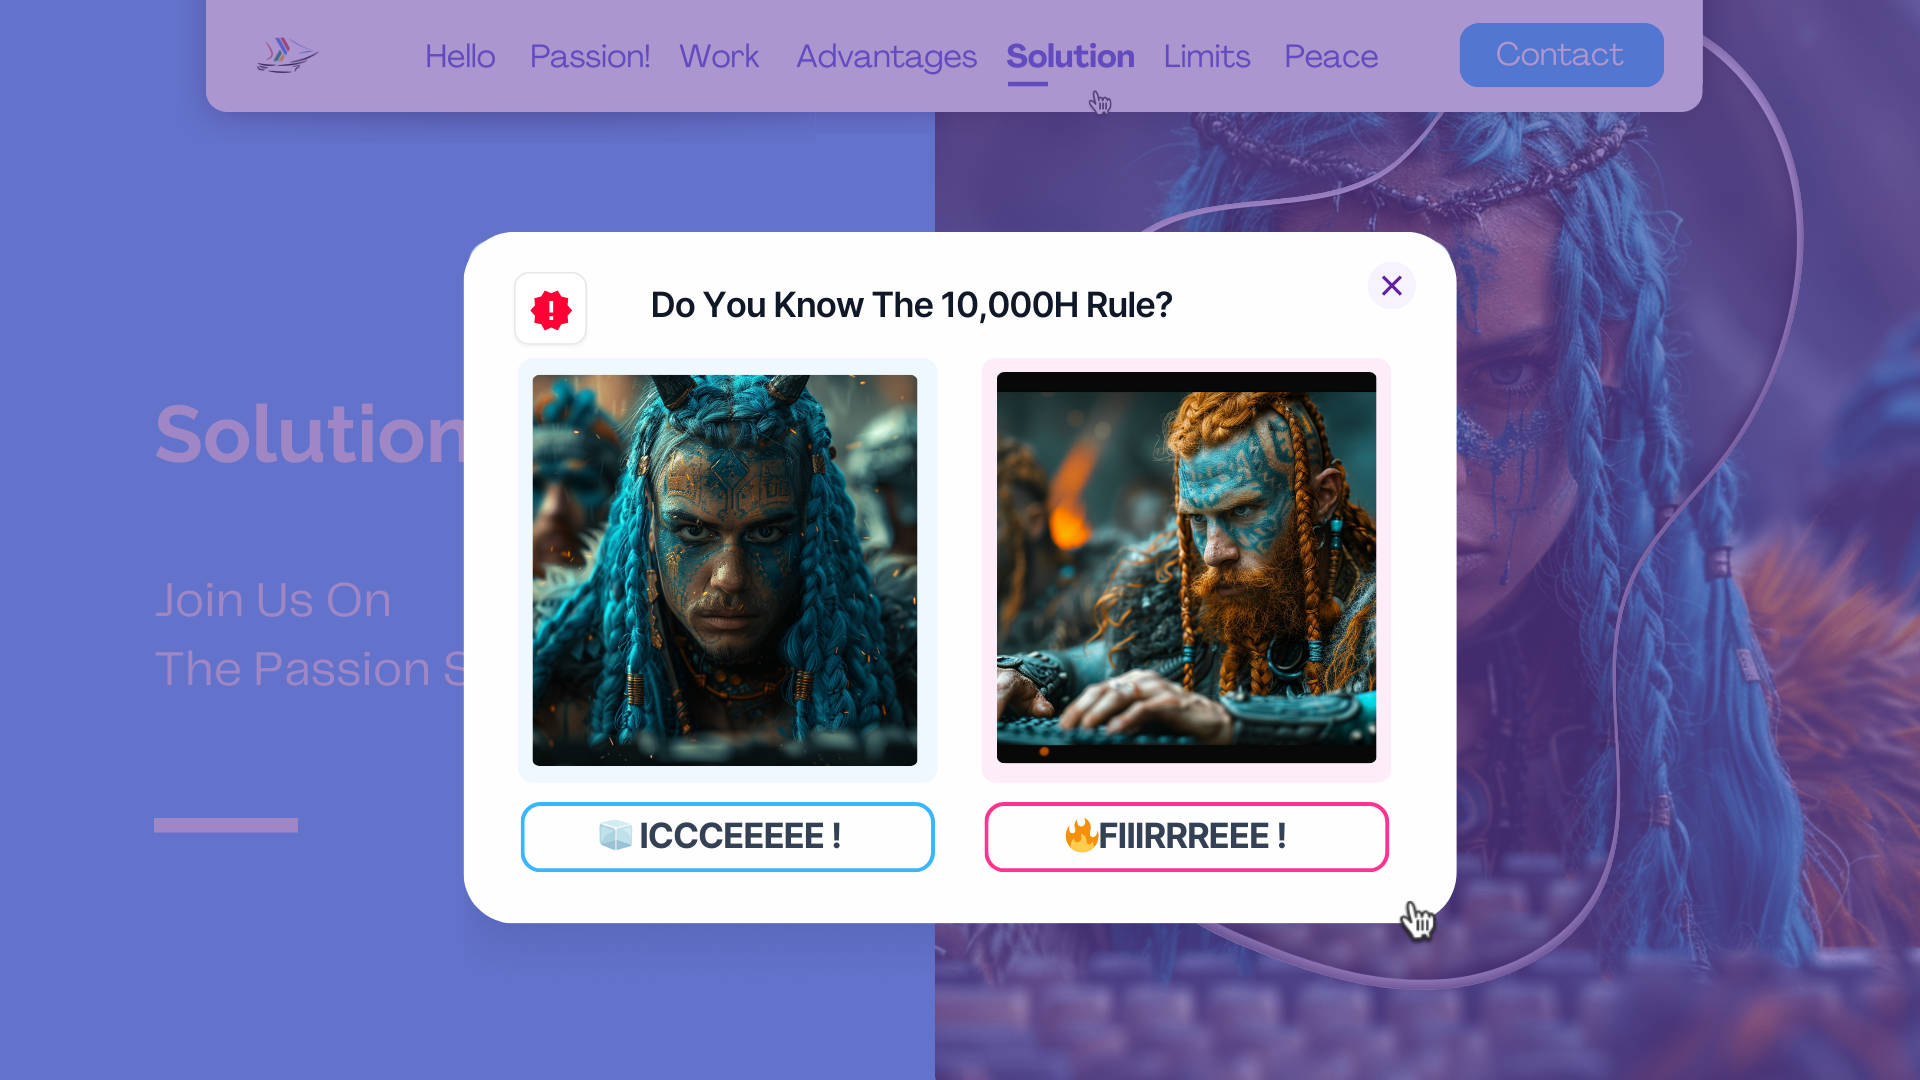 Hello Passion! Work Advantages Solution Limits Peace Contact
Do You Know The 10,000H Rule?
Solution
Join Us On
The Passion S
ICCCEEEEE !
FIIIRRREEE !